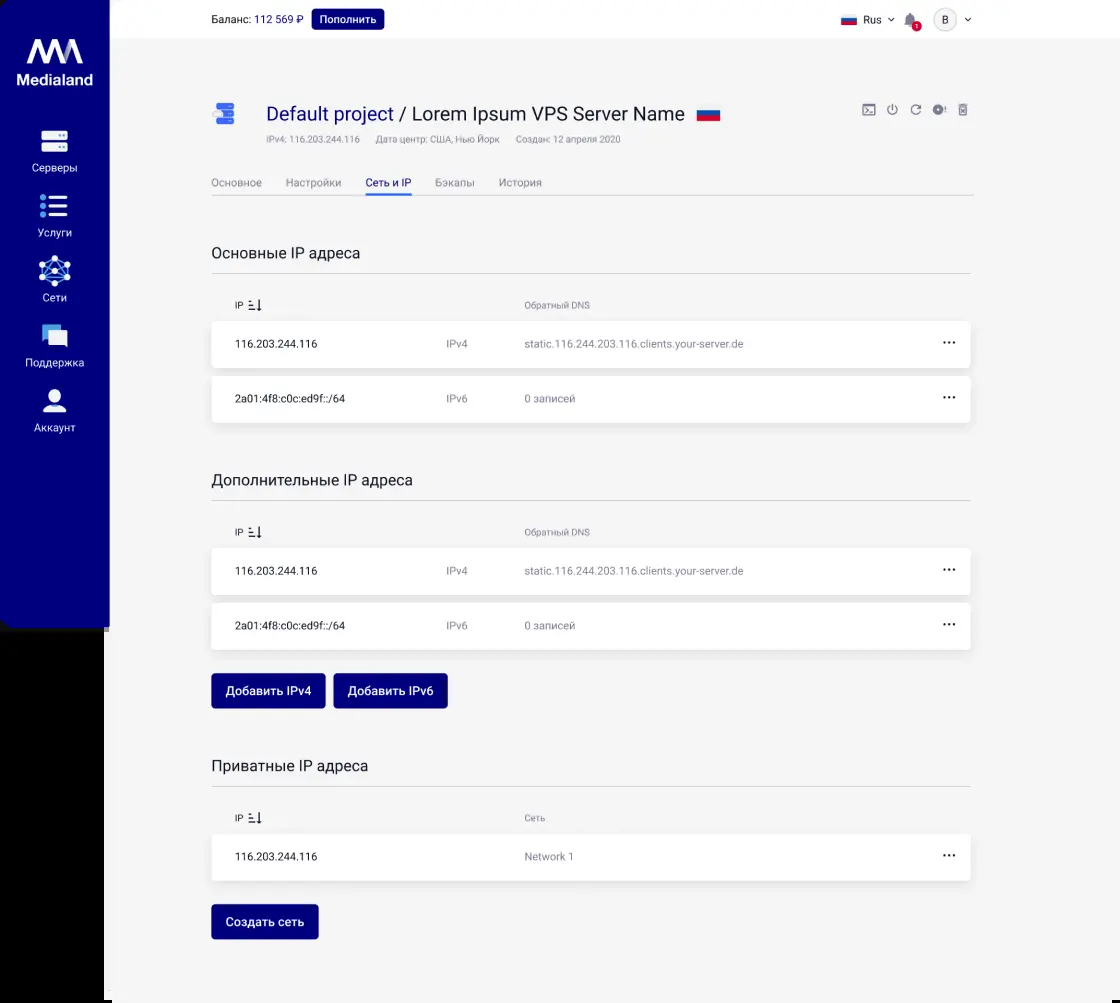 Баланс: 112 569 ₽ Пополнить Rus 1 B
Medialand
Default project / Lorem Ipsum VPS Server Name
IPv4: 116.203.244.116 Дата центр: США, Нью Йорк Создан: 12 апреля 2020
Серверы
Основное Настройки Сеть и IP Бэкапы История
Услуги
Основные IP адреса
Сети
IP Обратный DNS
116.203.244.116 IPv4 static.116.244.203.116.clients.your-server.de
Поддержка
2a01:4f8:c0c:ed9f::/64 IPv6 0 записей
Аккаунт
Дополнительные IP адреса
IP Обратный DNS
116.203.244.116 IPv4 static.116.244.203.116.clients.your-server.de
2a01:4f8:c0c:ed9f::/64 IPv6 0 записей
Добавить IPv4 Добавить IPv6
Приватные IP адреса
IP Сеть
116.203.244.116 Network 1
Создать сеть